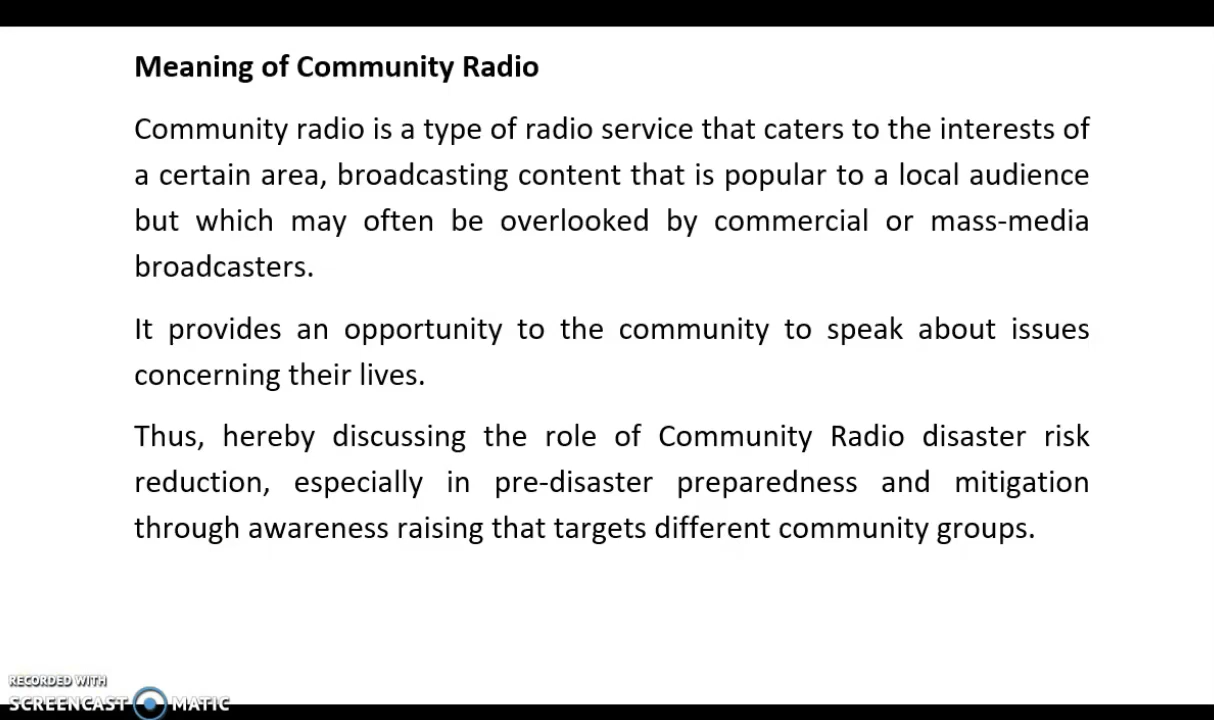 Meaning of Community Radio
Community radio is a type of radio service that caters to the interests of
a certain area, broadcasting content that is popular to a local audience
but which may often be overlooked by commercial or mass-media
broadcasters.
It provides an opportunity to the community to speak about issues
concerning their lives.
Thus, hereby discussing the role of Community Radio disaster risk
reduction, especially in pre-disaster preparedness and mitigation
through awareness raising that targets different community groups.
RECORDED WITH
SCREENCAST MATIC